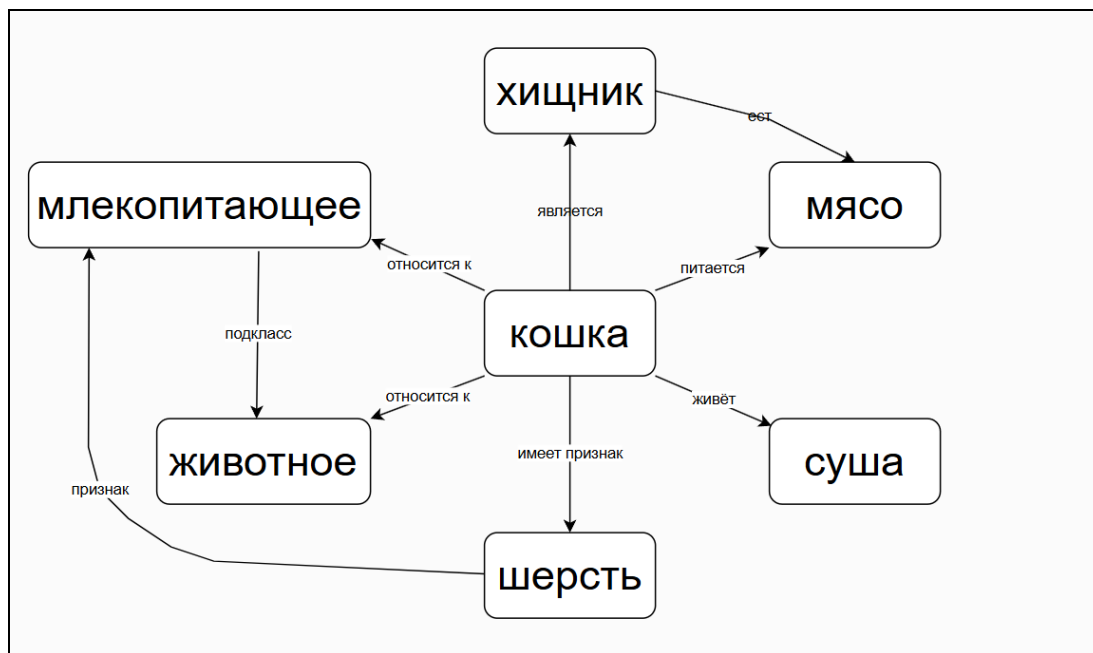 хищник
ест
млекопитающее
мясо
является
относится к
питается
кошка
подкласс
относится к
живёт
животное
имеет признак
суша
признак
шерсть